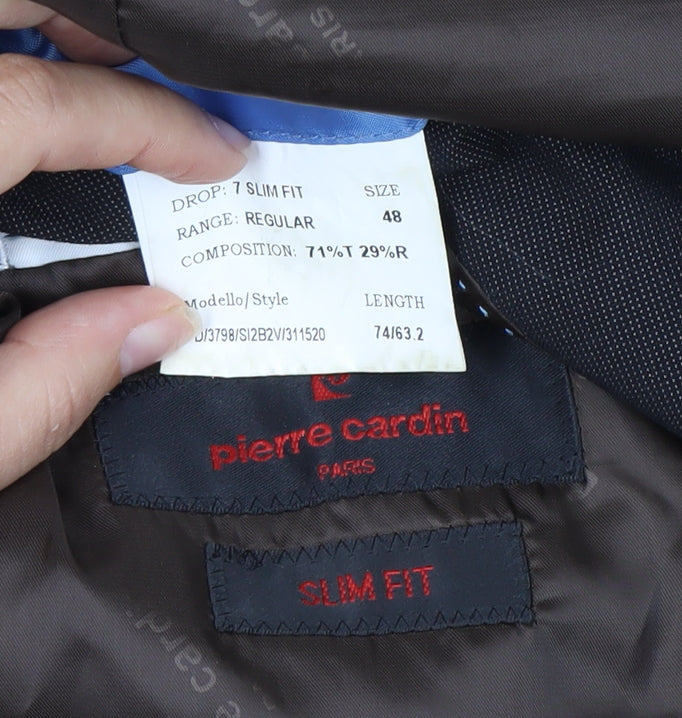 DROP: 7 SLIM FIT SIZE
RANGE: REGULAR 48
COMPOSITION: 71%T 29%R
Modello/Style LENGTH
D/3798/SI2B2V/311520 74/63.2
pierre cardin
PARIS
SLIM FIT